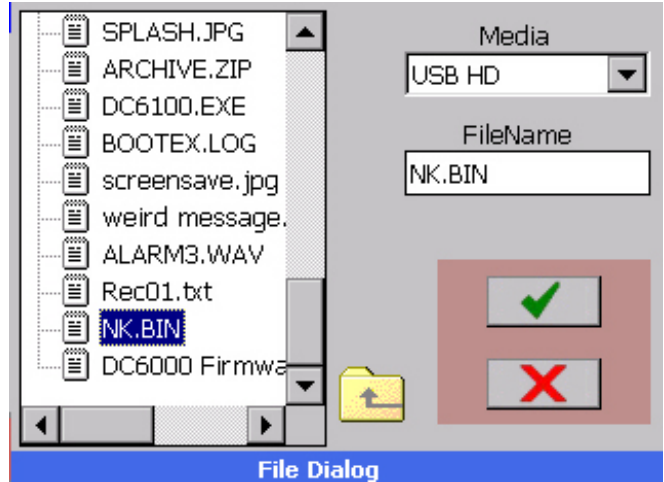 SPLASH.JPG
ARCHIVE.ZIP
DC6100.EXE
BOOTEX.LOG
screensave.jpg
weird message.
ALARM3.WAV
Rec01.txt
NK.BIN
DC6000 Firmwa
Media
USB HD
FileName
NK.BIN
File Dialog